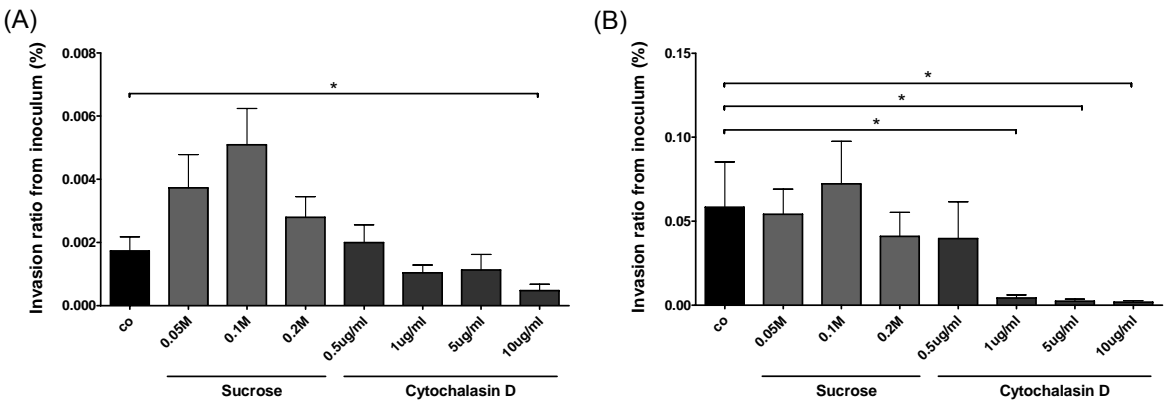 (A)
Invasion ratio from inoculum (%)
0.008
0.006
0.004
0.002
0.000
*
co
0.05M
0.1M
0.2M
0.5ug/ml
1ug/ml
5ug/ml
10ug/ml
Sucrose
Cytochalasin D
(B)
Invasion ratio from inoculum (%)
0.15
0.10
0.05
0.00
*
*
*
co
0.05M
0.1M
0.2M
0.5ug/ml
1ug/ml
5ug/ml
10ug/ml
Sucrose
Cytochalasin D